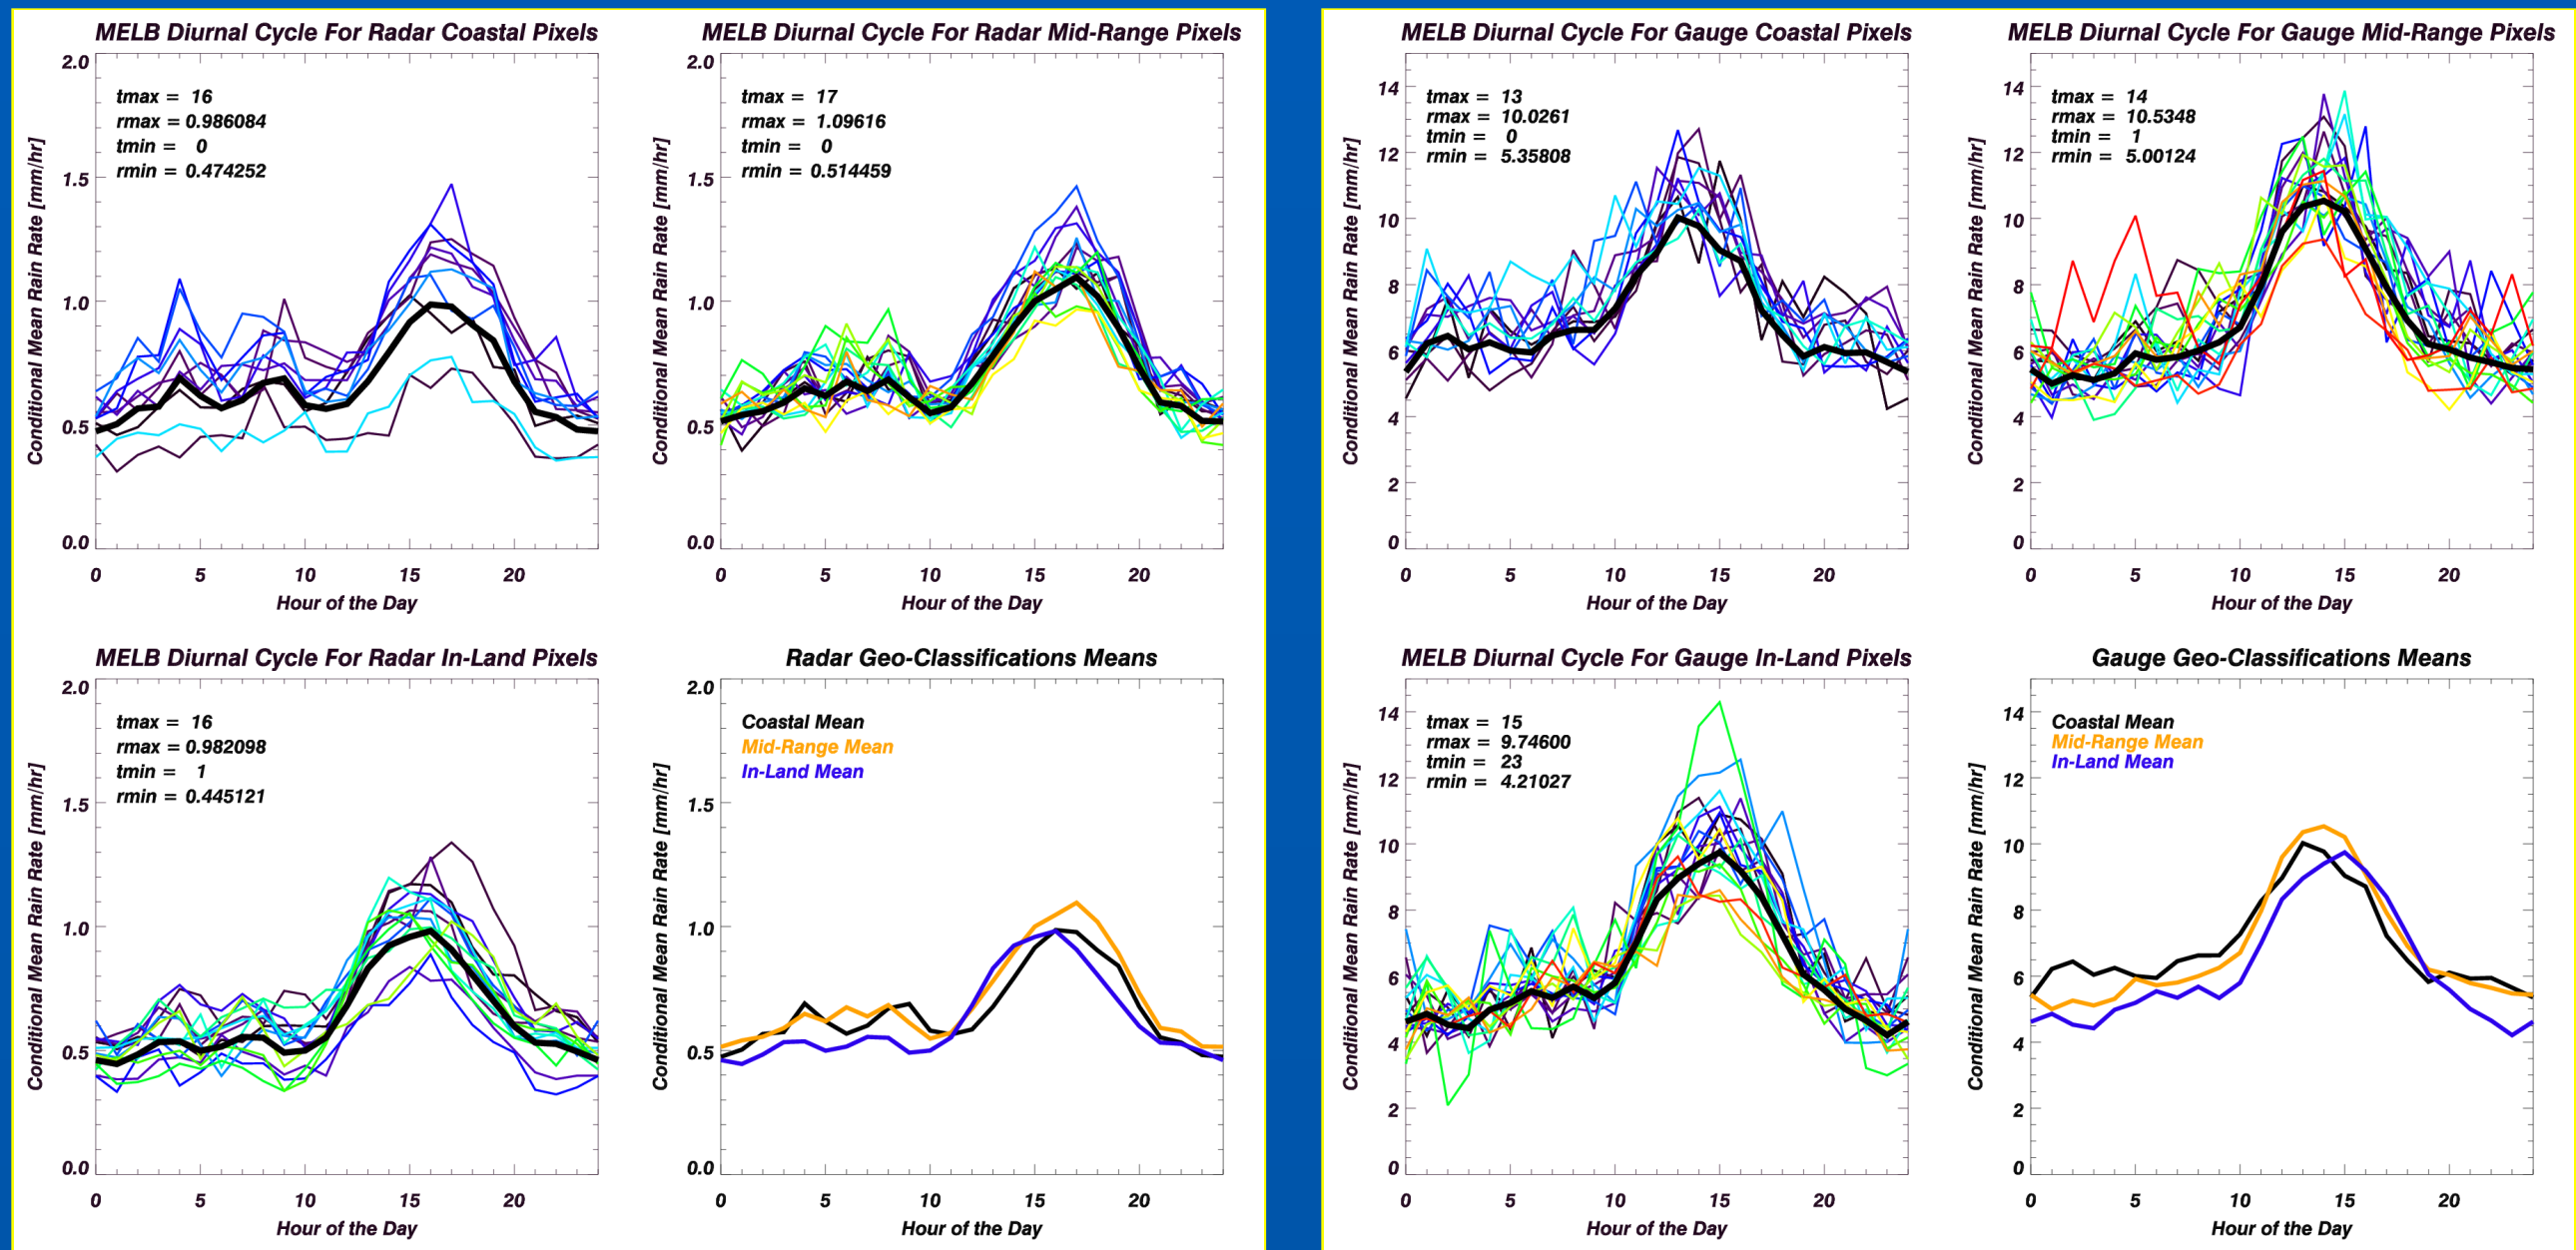 MELB Diurnal Cycle For Radar Coastal Pixels
Conditional Mean Rain Rate [mm/hr]
2.0
1.5
1.0
0.5
0.0
tmax = 16
rmax = 0.986084
tmin = 0
rmin = 0.474252
0 5 10 15 20
Hour of the Day
MELB Diurnal Cycle For Radar Mid-Range Pixels
Conditional Mean Rain Rate [mm/hr]
2.0
1.5
1.0
0.5
0.0
tmax = 17
rmax = 1.09616
tmin = 0
rmin = 0.514459
0 5 10 15 20
Hour of the Day
MELB Diurnal Cycle For Radar In-Land Pixels
Conditional Mean Rain Rate [mm/hr]
2.0
1.5
1.0
0.5
0.0
tmax = 16
rmax = 0.982098
tmin = 1
rmin = 0.445121
0 5 10 15 20
Hour of the Day
Radar Geo-Classifications Means
Conditional Mean Rain Rate [mm/hr]
2.0
1.5
1.0
0.5
0.0
Coastal Mean
Mid-Range Mean
In-Land Mean
0 5 10 15 20
Hour of the Day
MELB Diurnal Cycle For Gauge Coastal Pixels
Conditional Mean Rain Rate [mm/hr]
14
12
10
8
6
4
2
0
tmax = 13
rmax = 10.0261
tmin = 0
rmin = 5.35808
0 5 10 15 20
Hour of the Day
MELB Diurnal Cycle For Gauge Mid-Range Pixels
Conditional Mean Rain Rate [mm/hr]
14
12
10
8
6
4
2
0
tmax = 14
rmax = 10.5348
tmin = 1
rmin = 5.00124
0 5 10 15 20
Hour of the Day
MELB Diurnal Cycle For Gauge In-Land Pixels
Conditional Mean Rain Rate [mm/hr]
14
12
10
8
6
4
2
0
tmax = 15
rmax = 9.74600
tmin = 23
rmin = 4.21027
0 5 10 15 20
Hour of the Day
Gauge Geo-Classifications Means
Conditional Mean Rain Rate [mm/hr]
14
12
10
8
6
4
2
0
Coastal Mean
Mid-Range Mean
In-Land Mean
0 5 10 15 20
Hour of the Day